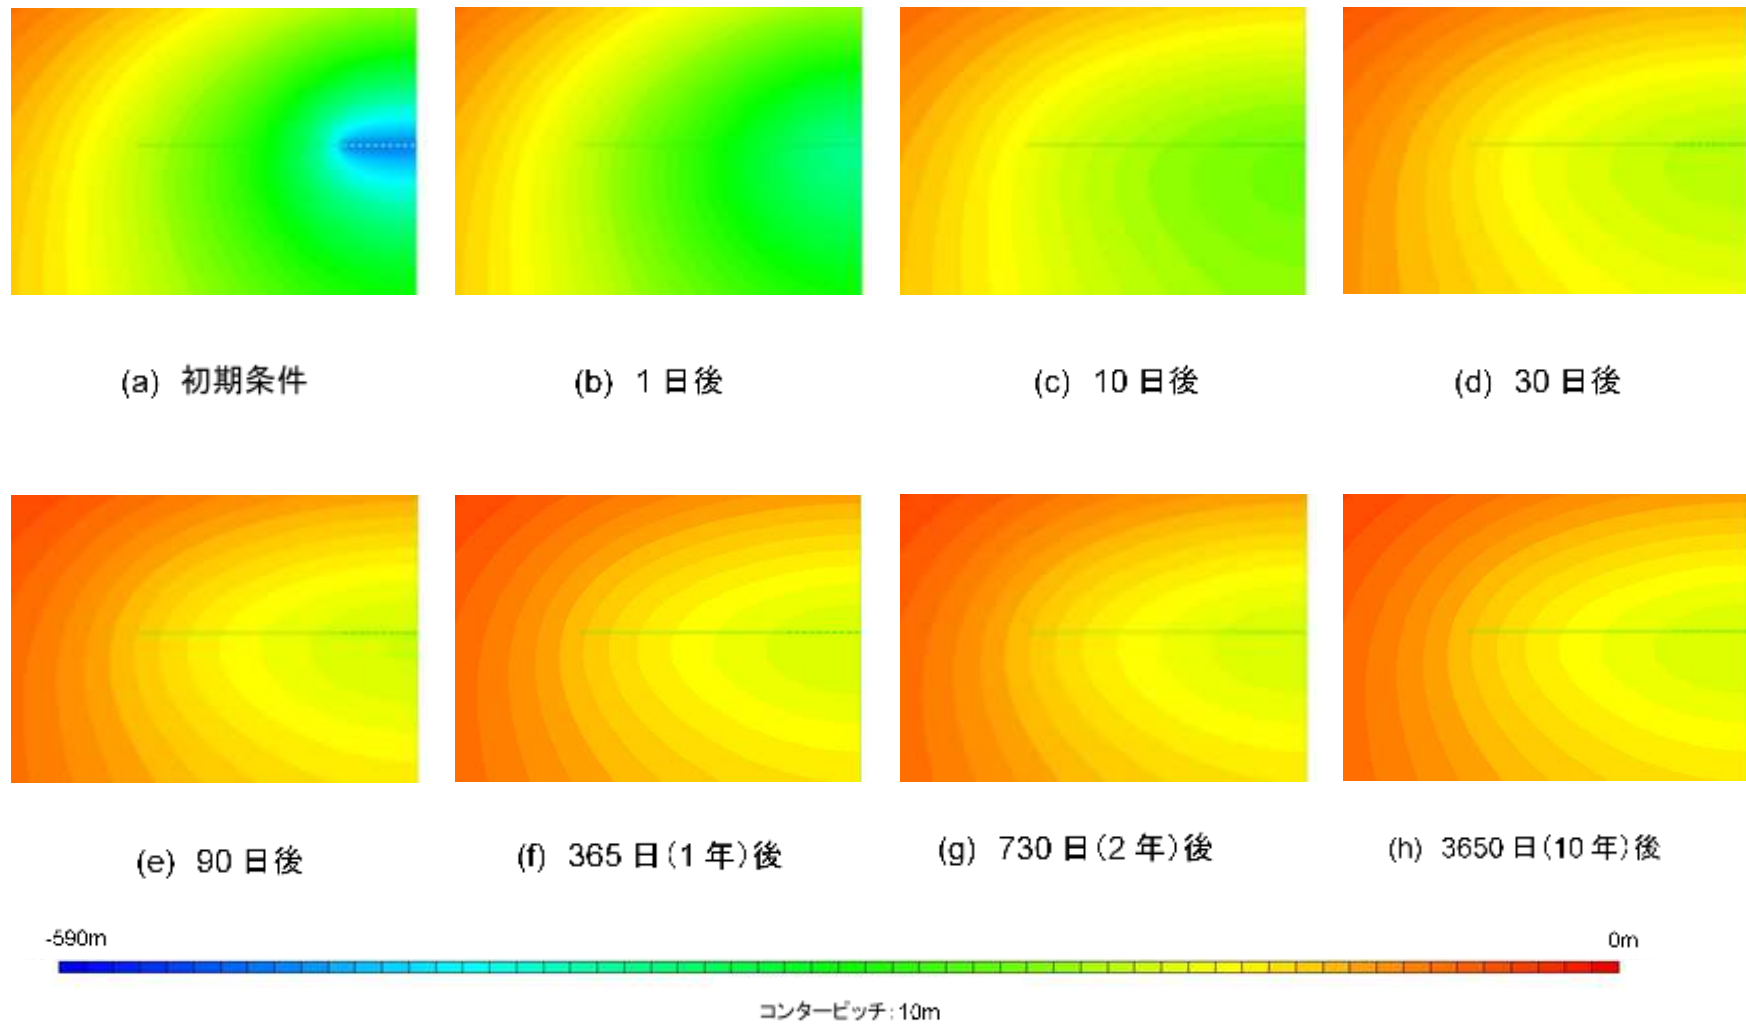 (a) 初期条件
(b) 1 日後
(c) 10 日後
(d) 30 日後
(e) 90 日後
(f) 365 日(1 年)後
(g) 730 日(2 年)後
(h) 3650 日(10 年)後
-590m
0m
コンターピッチ:10m